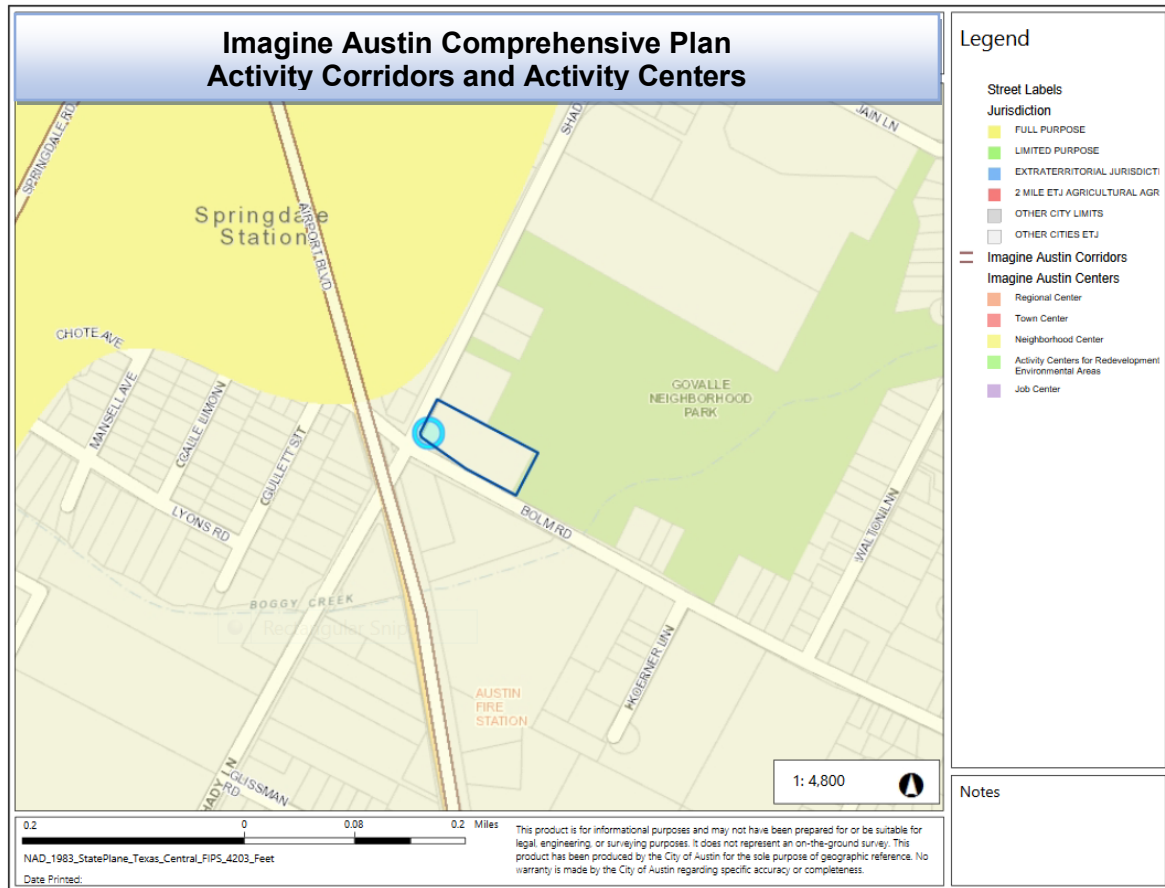 Imagine Austin Comprehensive Plan
Activity Corridors and Activity Centers
SPRINGDALE RD
Springdale
Station
AIRPORT BLVD
SHAD
JAIN LN
CHOTE AVE
MANSELL AVE
LYONS RD
GOVALLE
NEIGHBORHOOD
PARK
BOLM RD
BOGGY CREEK
Rectangular Snip
AUSTIN
FIRE
STATION
HADY LN
GLISSMAN
RD
1: 4,800
Legend
Street Labels
Jurisdiction
FULL PURPOSE
LIMITED PURPOSE
EXTRATERRITORIAL JURISDICTI
2 MILE ETJ AGRICULTURAL AGR
OTHER CITY LIMITS
OTHER CITIES ETJ
Imagine Austin Corridors
Imagine Austin Centers
Regional Center
Town Center
Neighborhood Center
Activity Centers for Redevelopment
Environmental Areas
Job Center
Notes
0.2 0 0.08 0.2 Miles
NAD_1983_StatePlane_Texas_Central_FIPS_4203_Feet
Date Printed:
This product is for informational purposes and may not have been prepared for or be suitable for
legal, engineering, or surveying purposes. It does not represent an on-the-ground survey. This
product has been produced by the City of Austin for the sole purpose of geographic reference. No
warranty is made by the City of Austin regarding specific accuracy or completeness.